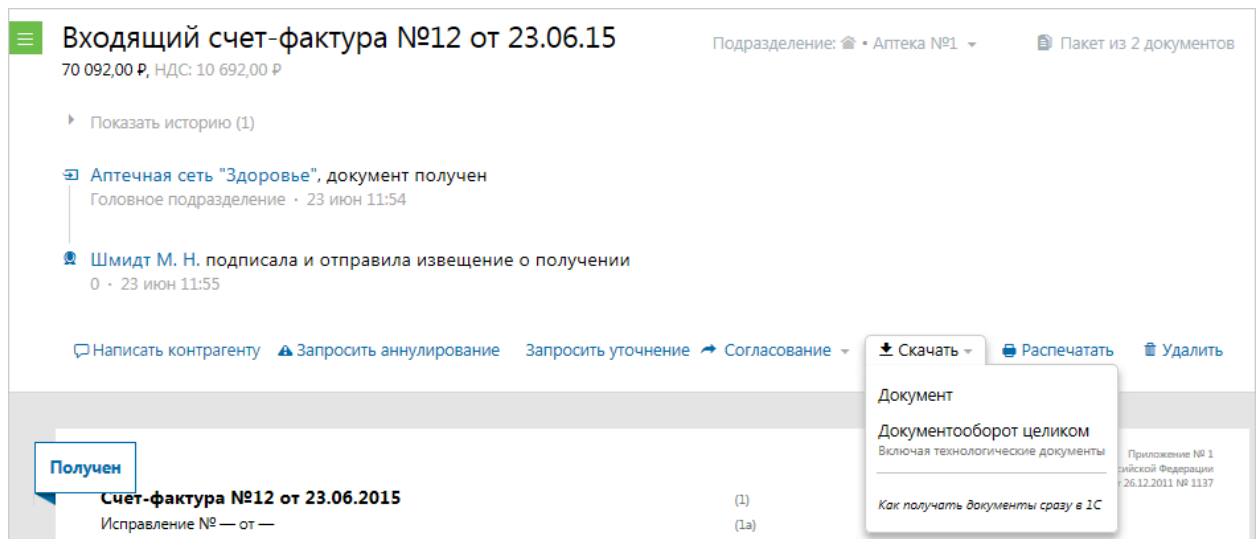 Входящий счет-фактура №12 от 23.06.15
Подразделение: • Аптека №1
Пакет из 2 документов
70 092,00 ₽, НДС: 10 692,00 ₽
Показать историю (1)
Аптечная сеть "Здоровье", документ получен
Головное подразделение · 23 июн 11:54
Шмидт М. Н. подписала и отправила извещение о получении
0 · 23 июн 11:55
Написать контрагенту Запросить аннулирование Запросить уточнение Согласование Скачать Распечатать Удалить
Документ
Документооборот целиком
Включая технологические документы
Как получать документы сразу в 1С
Получен
Приложение № 1
сийской Федерации
26.12.2011 № 1137
Счет-фактура №12 от 23.06.2015 (1)
Исправление № — от — (1а)